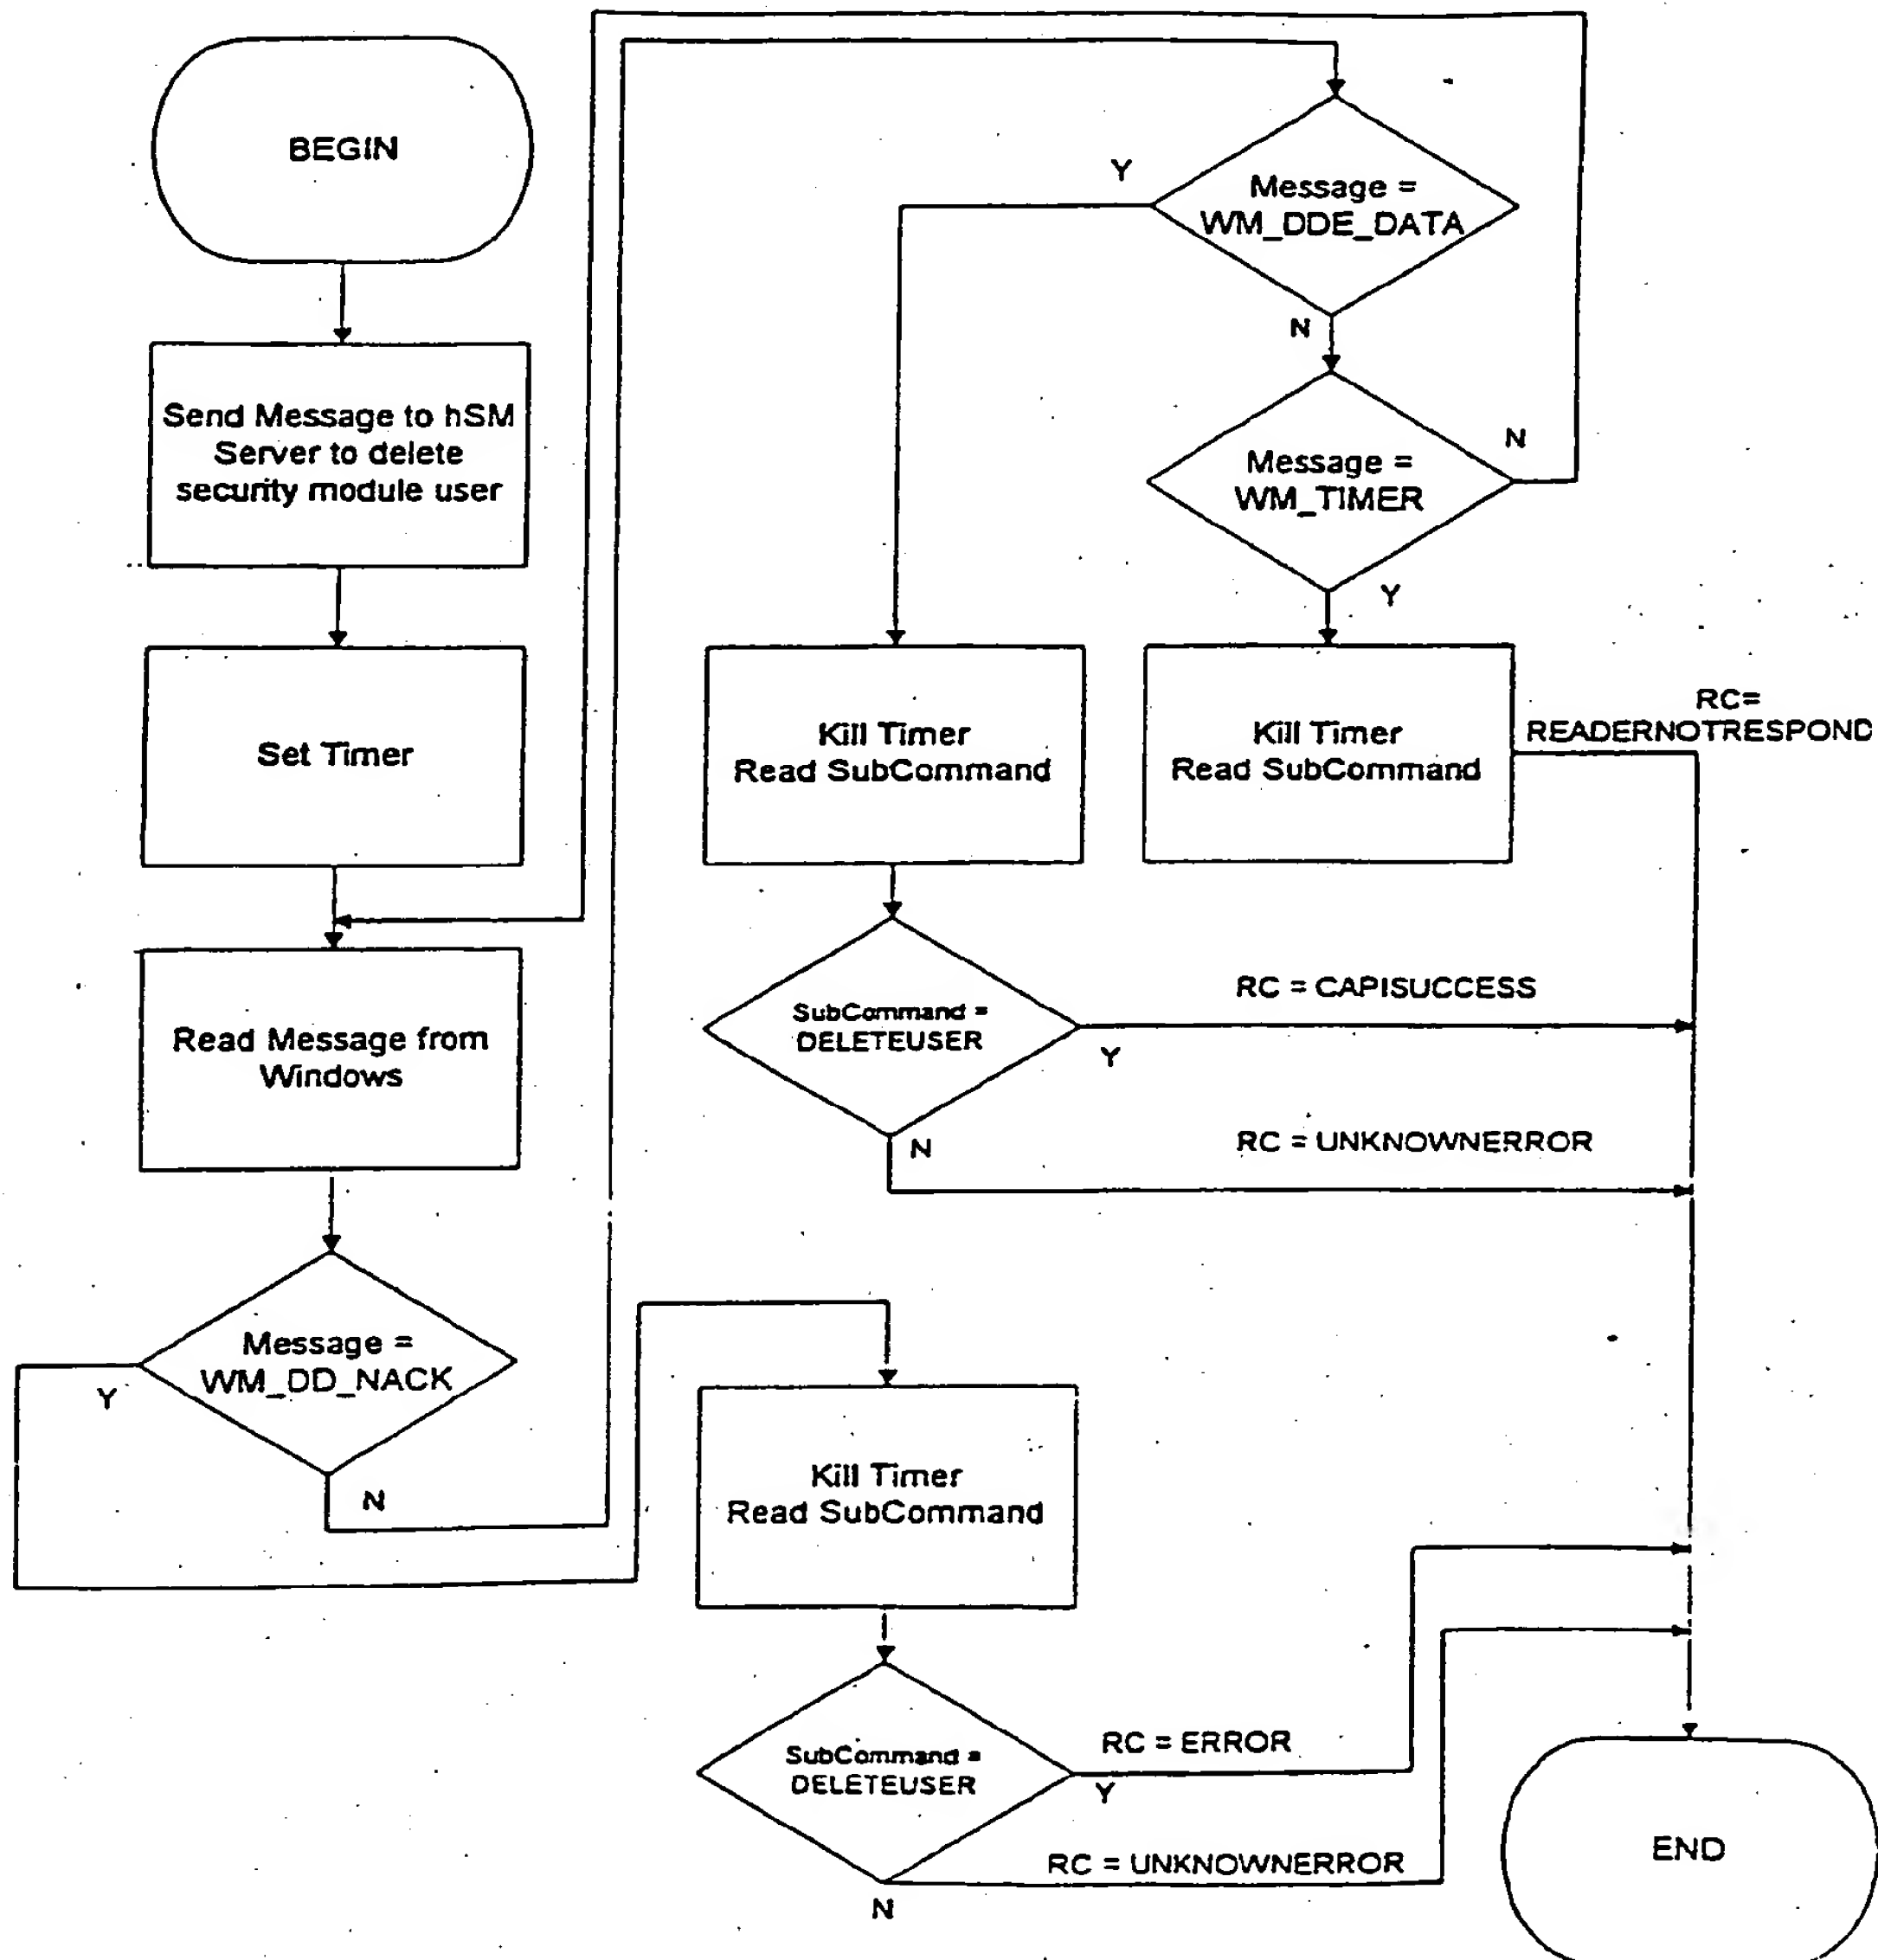 BEGIN
Send Message to hSM
Server to delete
security module user
Set Timer
Read Message from
Windows
Message =
WM_DD_NACK
Y
N
Message =
WM_DDE_DATA
Y
N
Message =
WM_TIMER
N
Y
Kill Timer
Read SubCommand
Kill Timer
Read SubCommand
RC=
READERNOTRESPOND
SubCommand =
DELETEUSER
RC = CAPISUCCESS
Y
RC = UNKNOWNERROR
N
Kill Timer
Read SubCommand
SubCommand =
DELETEUSER
RC = ERROR
Y
RC = UNKNOWNERROR
N
END